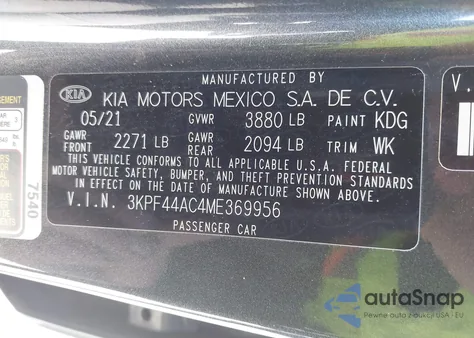 MANUFACTURED BY
KIA KIA MOTORS MEXICO S.A. DE C.V.
05/21 GVWR 3880 LB PAINT KDG
GAWR FRONT 2271 LB GAWR REAR 2094 LB TRIM WK
THIS VEHICLE CONFORMS TO ALL APPLICABLE U.S.A. FEDERAL
MOTOR VEHICLE SAFETY, BUMPER, AND THEFT PREVENTION STANDARDS
IN EFFECT ON THE DATE OF MANUFACTURE SHOWN ABOVE.
V.I.N. 3KPF44AC4ME369956
PASSENGER CAR
7540
V.
autoSnap